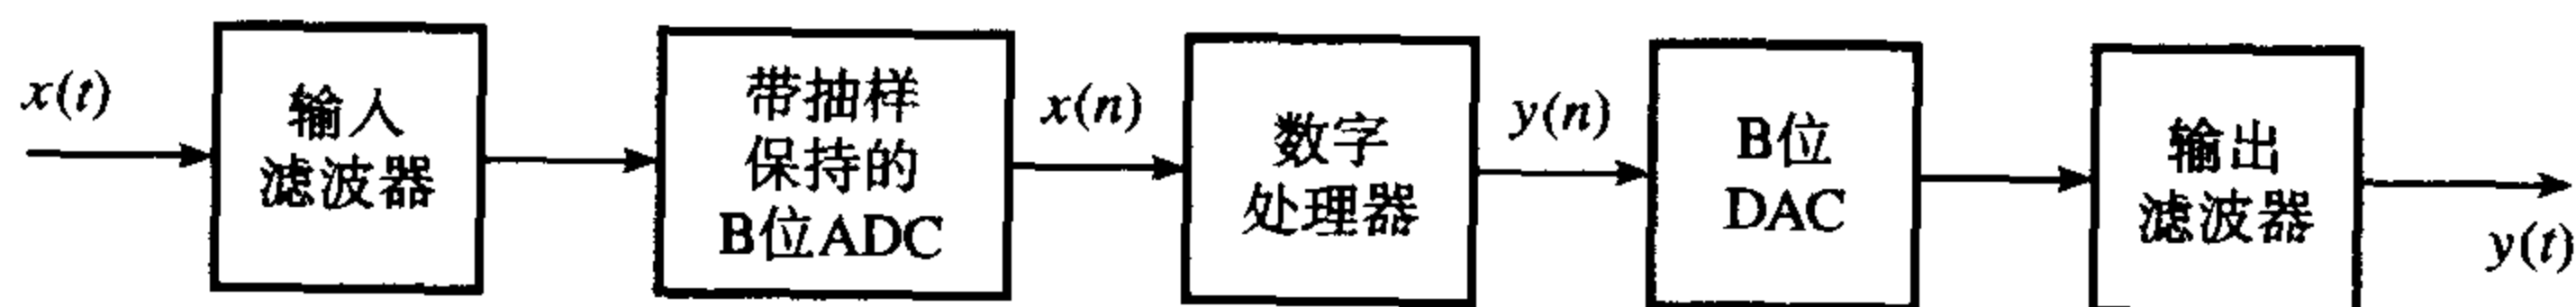 x(t)
输入
滤波器
带抽样
保持的
B位ADC
x(n)
数字
处理器
y(n)
B位
DAC
输出
滤波器
y(t)